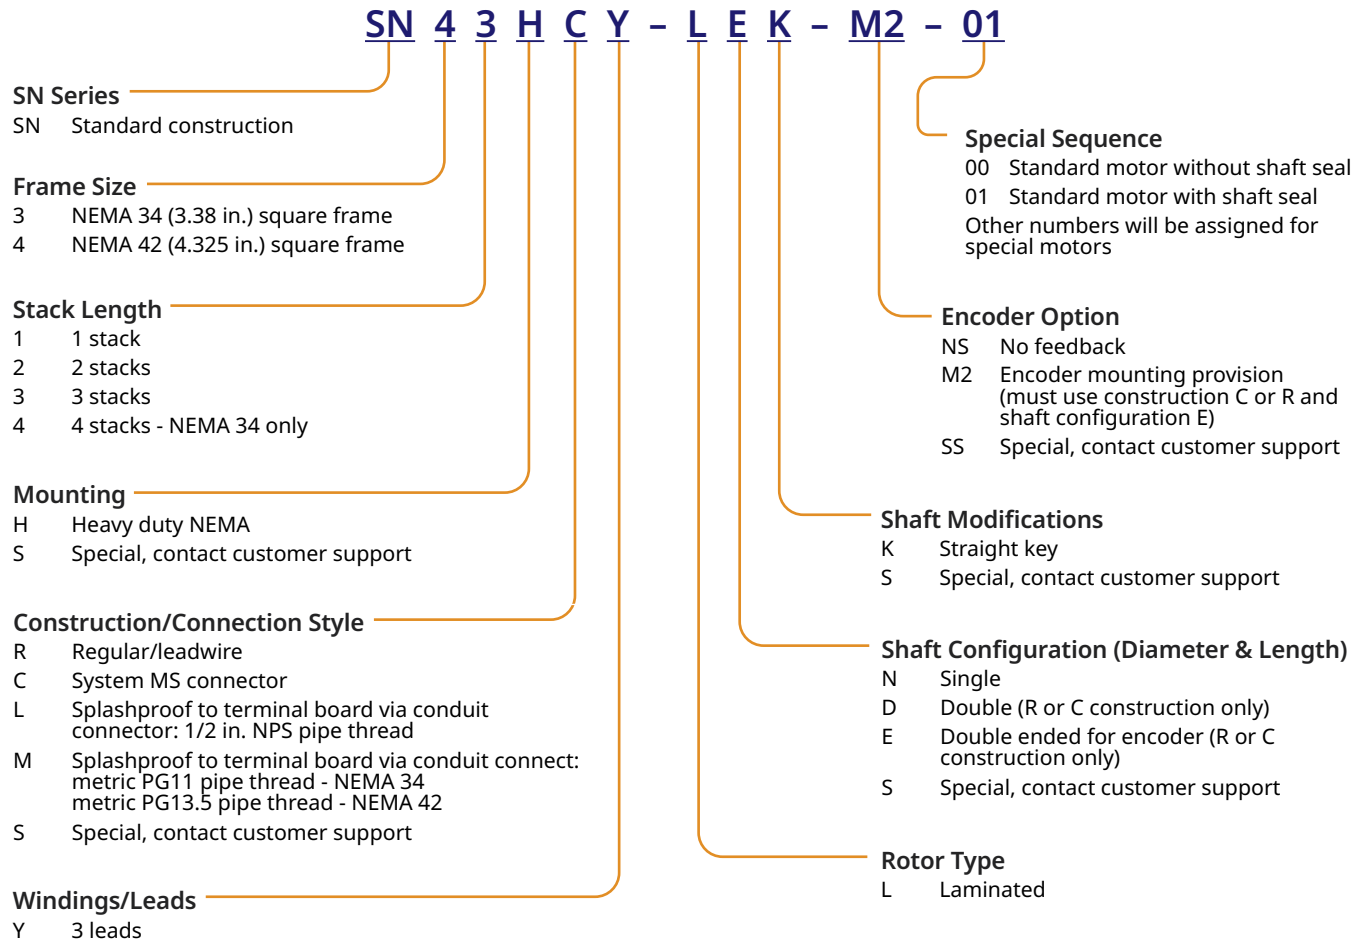 SN 4 3 H C Y – L E K – M2 – 01
SN Series
SN Standard construction
Frame Size
3 NEMA 34 (3.38 in.) square frame
4 NEMA 42 (4.325 in.) square frame
Stack Length
1 1 stack
2 2 stacks
3 3 stacks
4 4 stacks - NEMA 34 only
Mounting
H Heavy duty NEMA
S Special, contact customer support
Construction/Connection Style
R Regular/leadwire
C System MS connector
L Splashproof to terminal board via conduit
connector: 1/2 in. NPS pipe thread
M Splashproof to terminal board via conduit connect:
metric PG11 pipe thread - NEMA 34
metric PG13.5 pipe thread - NEMA 42
S Special, contact customer support
Windings/Leads
Y 3 leads
Special Sequence
00 Standard motor without shaft seal
01 Standard motor with shaft seal
Other numbers will be assigned for
special motors
Encoder Option
NS No feedback
M2 Encoder mounting provision
(must use construction C or R and
shaft configuration E)
SS Special, contact customer support
Shaft Modifications
K Straight key
S Special, contact customer support
Shaft Configuration (Diameter & Length)
N Single
D Double (R or C construction only)
E Double ended for encoder (R or C
construction only)
S Special, contact customer support
Rotor Type
L Laminated